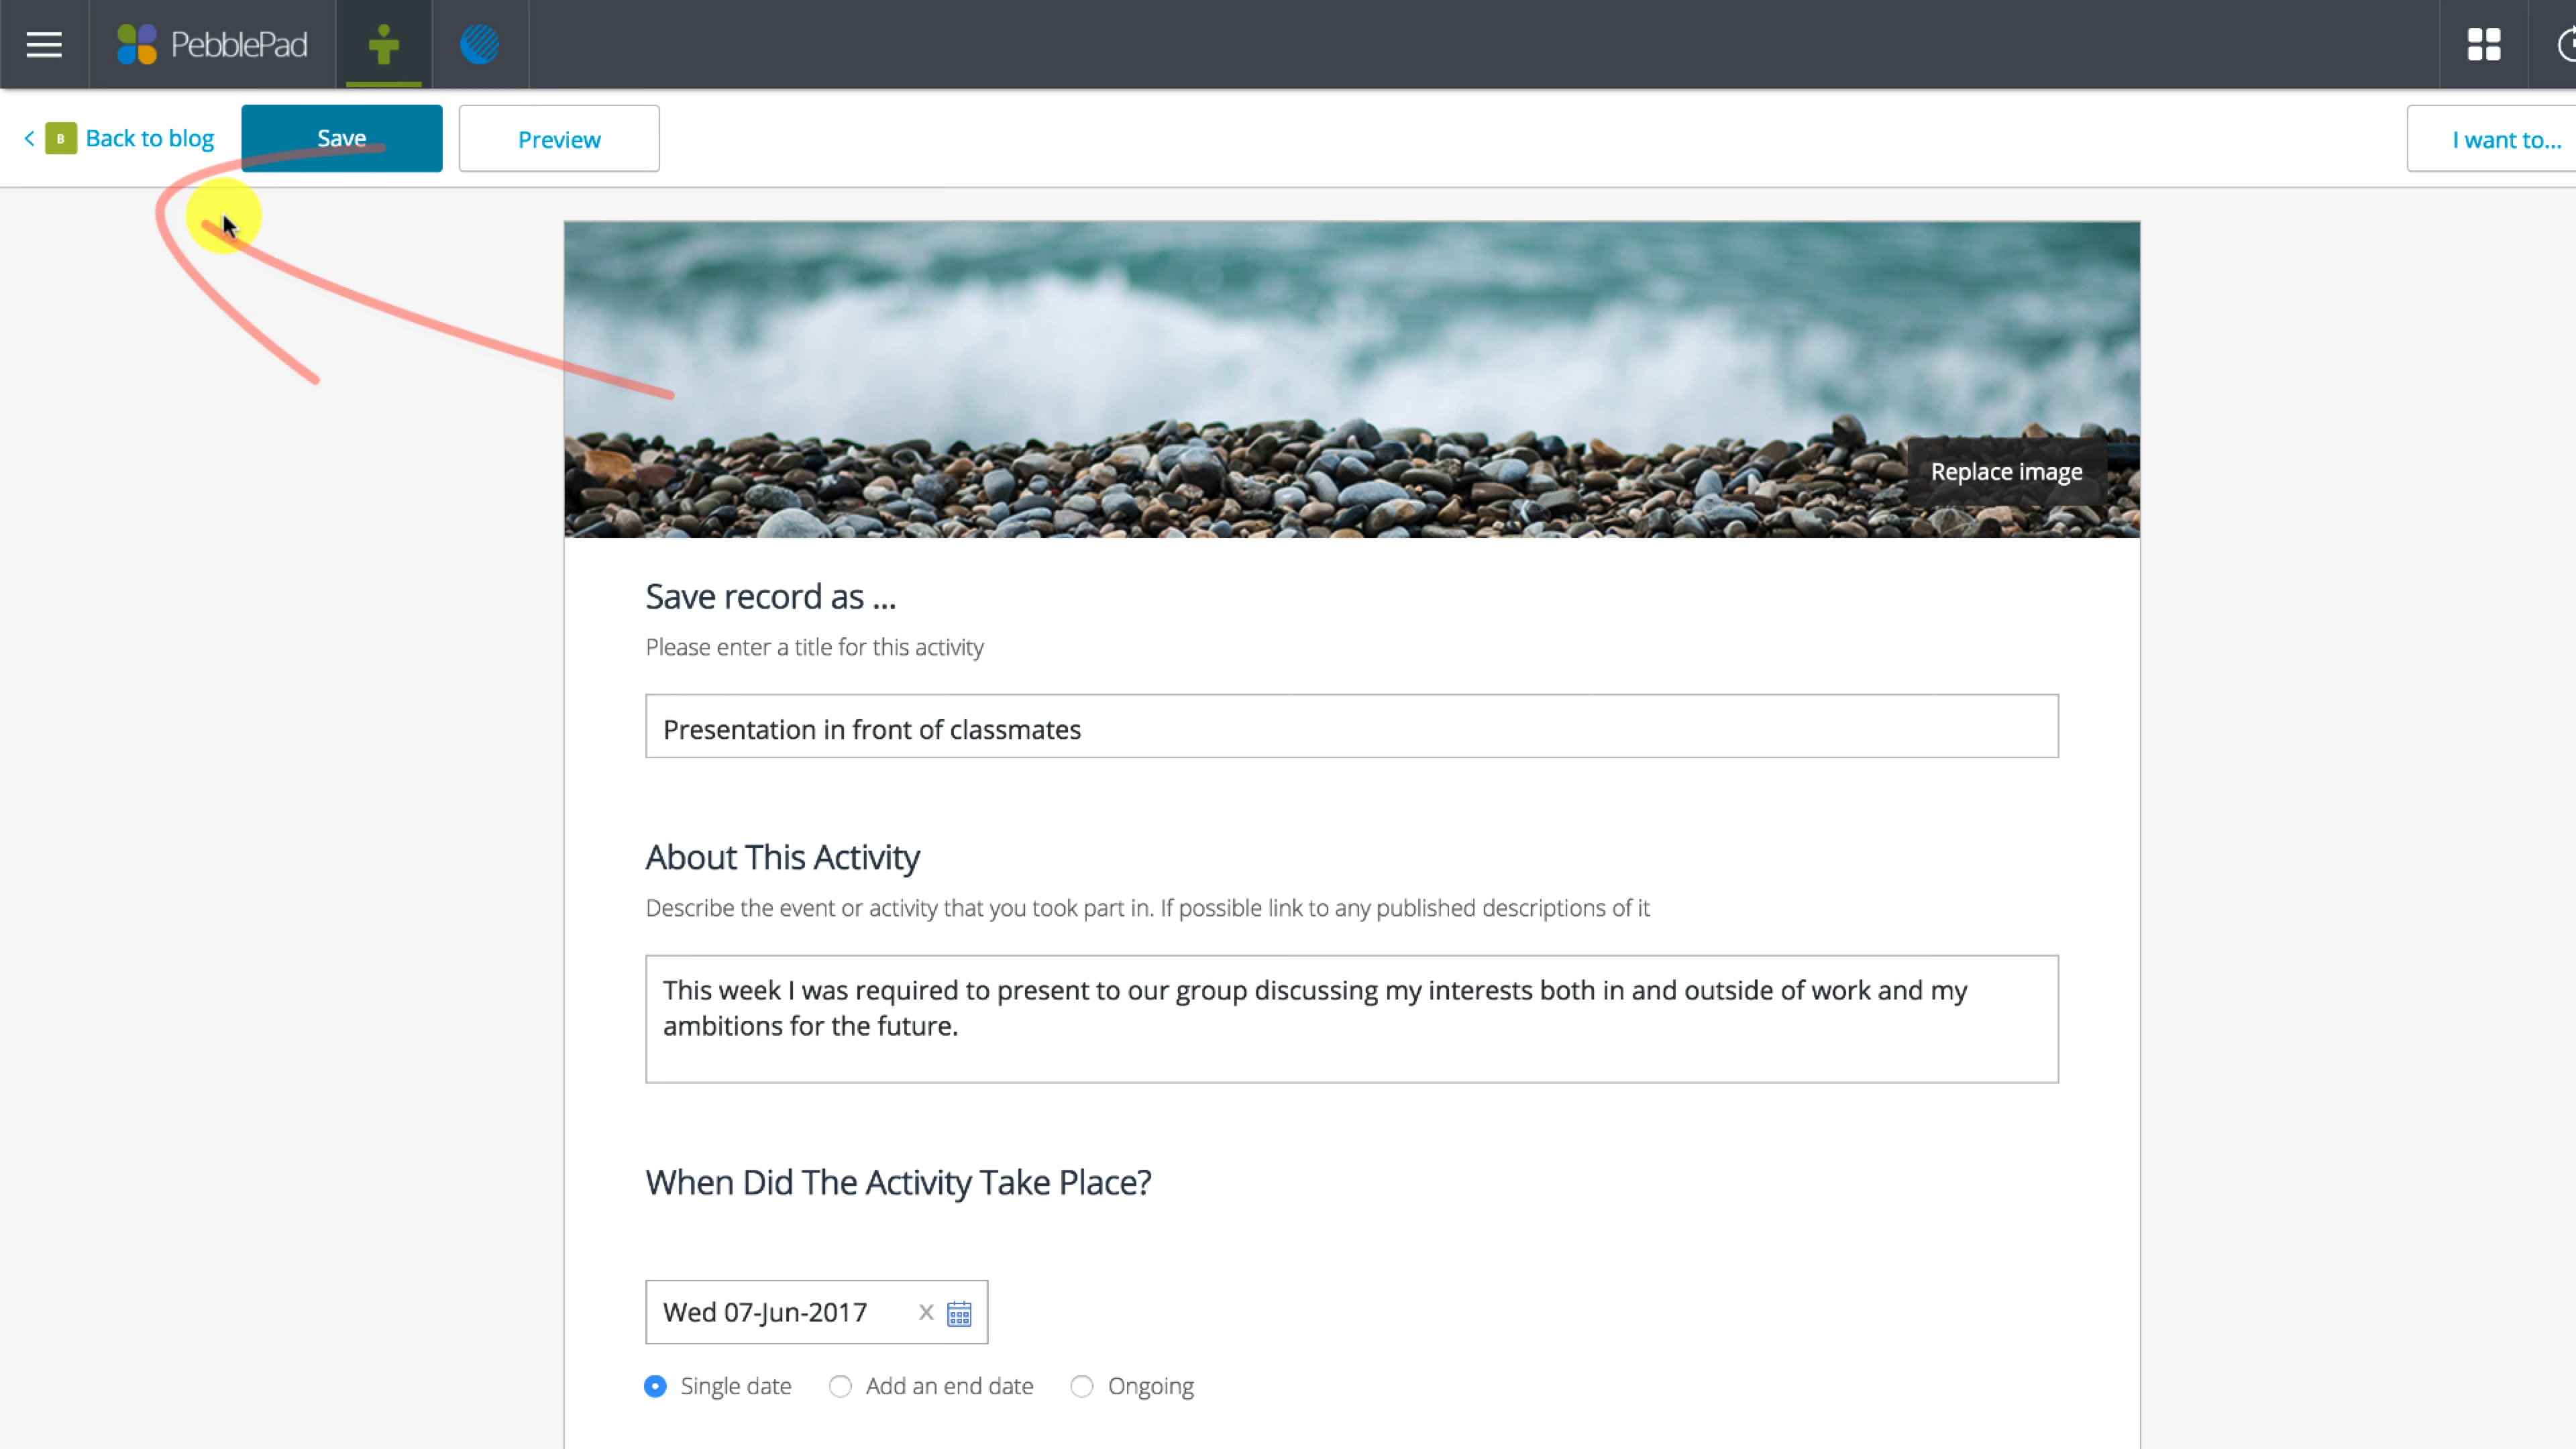 PebblePad
B Back to blog
Save
Preview
I want to...
Replace image
Save record as ...
Please enter a title for this activity
Presentation in front of classmates
About This Activity
Describe the event or activity that you took part in. If possible link to any published descriptions of it
This week I was required to present to our group discussing my interests both in and outside of work and my
ambitions for the future.
When Did The Activity Take Place?
Wed 07-Jun-2017 X
Single date
Add an end date
Ongoing